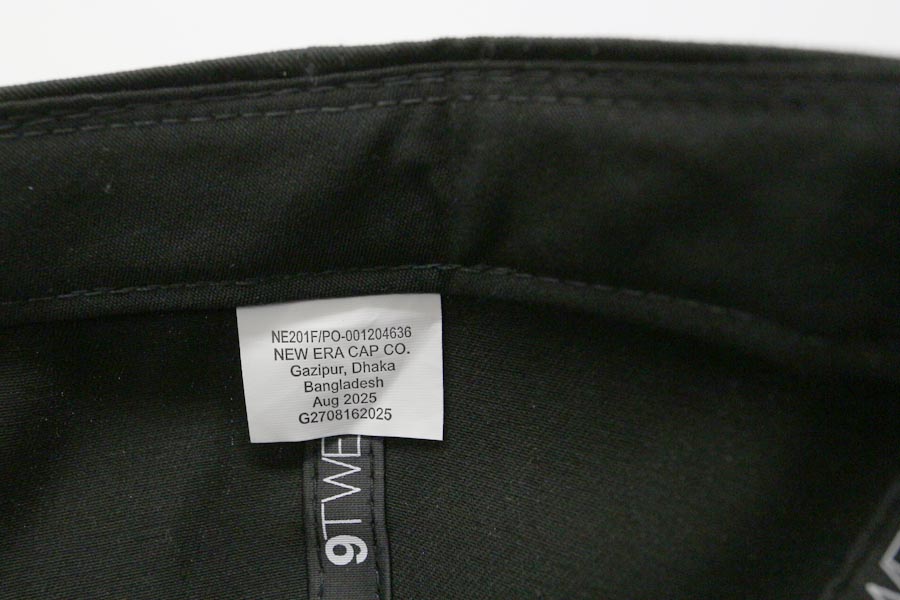 NE201F/PO-001204636
NEW ERA CAP CO.
Gazipur, Dhaka
Bangladesh
Aug 2025
G2708162025
9TWE